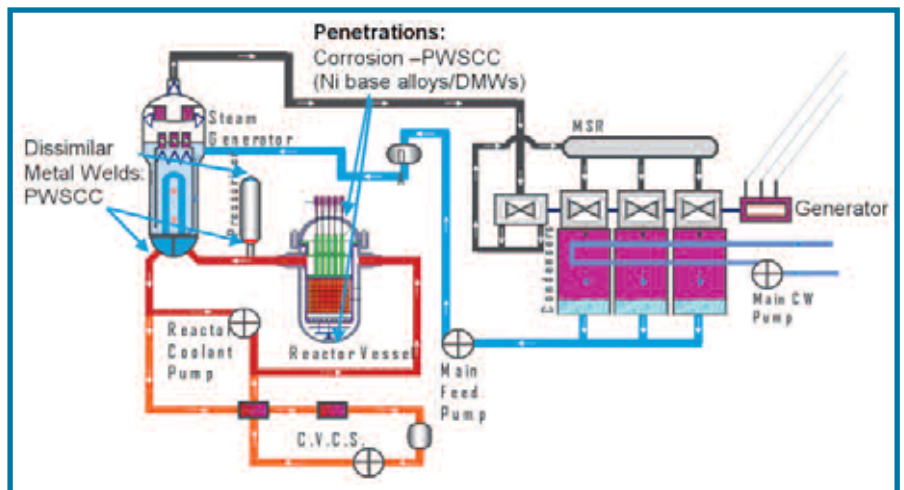 Penetrations:
Corrosion –PWSCC
(Ni base alloys/DMWs)
Steam
Generator
MSR
Dissimilar
Metal Welds:
PWSCC
Pressurizer
Generator
Condensers
Main CW
Pump
Reactor
Coolant
Pump
Reactor Vessel
Main
Feed
Pump
C.V.C.S.